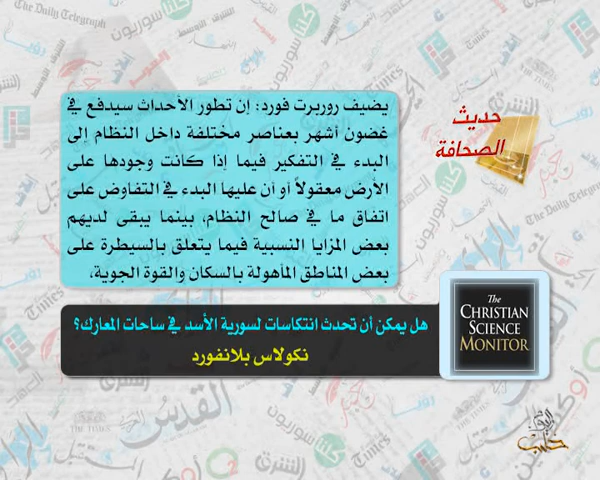 حديث
الصحافة
يضيف روربرت فورد: إن تطور الأحداث سيدفع في
غضون أشهر بعناصر مختلفة داخل النظام إلى
البدء في التفكير فيما إذا كانت وجودها على
الأرض معقولاً أو أن عليها البدء في التفاوض على
اتفاق ما في صالح النظام، بينما يبقى لديهم
بعض المزايا النسبية فيما يتعلق بالسيطرة على
بعض المناطق المأهولة بالسكان والقوة الجوية،
The
CHRISTIAN
SCIENCE
MONITOR
هل يمكن أن تحدث انتكاسات لسورية الأسد في ساحات المعارك؟
نكولاس بلانفورد
حلب اليوم